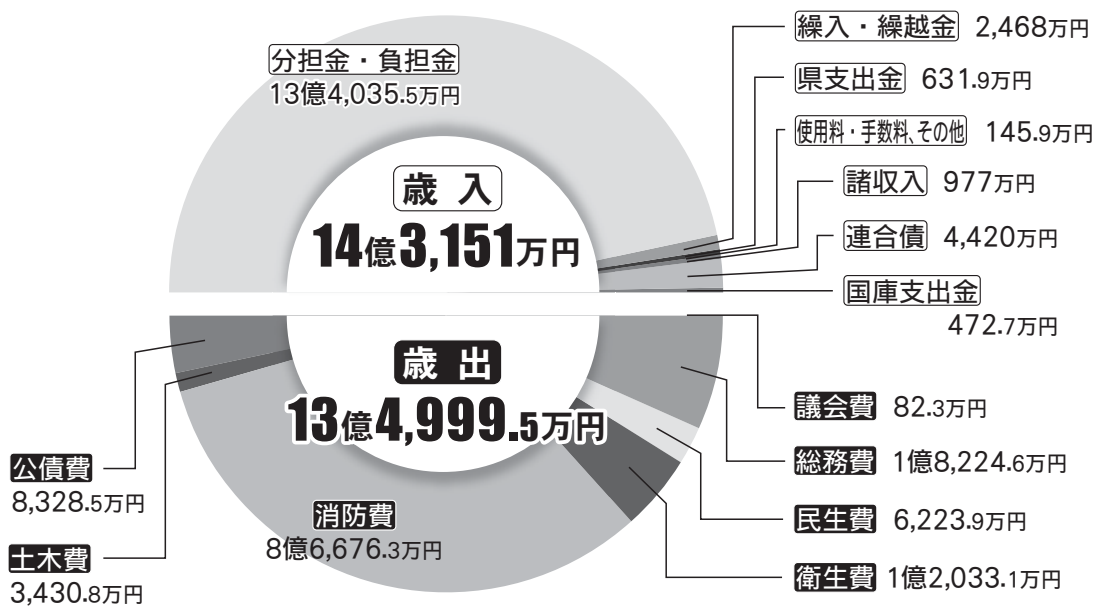 分担金・負担金
13億4,035.5万円
歳入
14億3,151万円
繰入・繰越金 2,468万円
県支出金 631.9万円
使用料・手数料、その他 145.9万円
諸収入 977万円
連合債 4,420万円
国庫支出金
472.7万円
歳出
13億4,999.5万円
議会費 82.3万円
総務費 1億8,224.6万円
民生費 6,223.9万円
衛生費 1億2,033.1万円
消防費
8億6,676.3万円
公債費
8,328.5万円
土木費
3,430.8万円